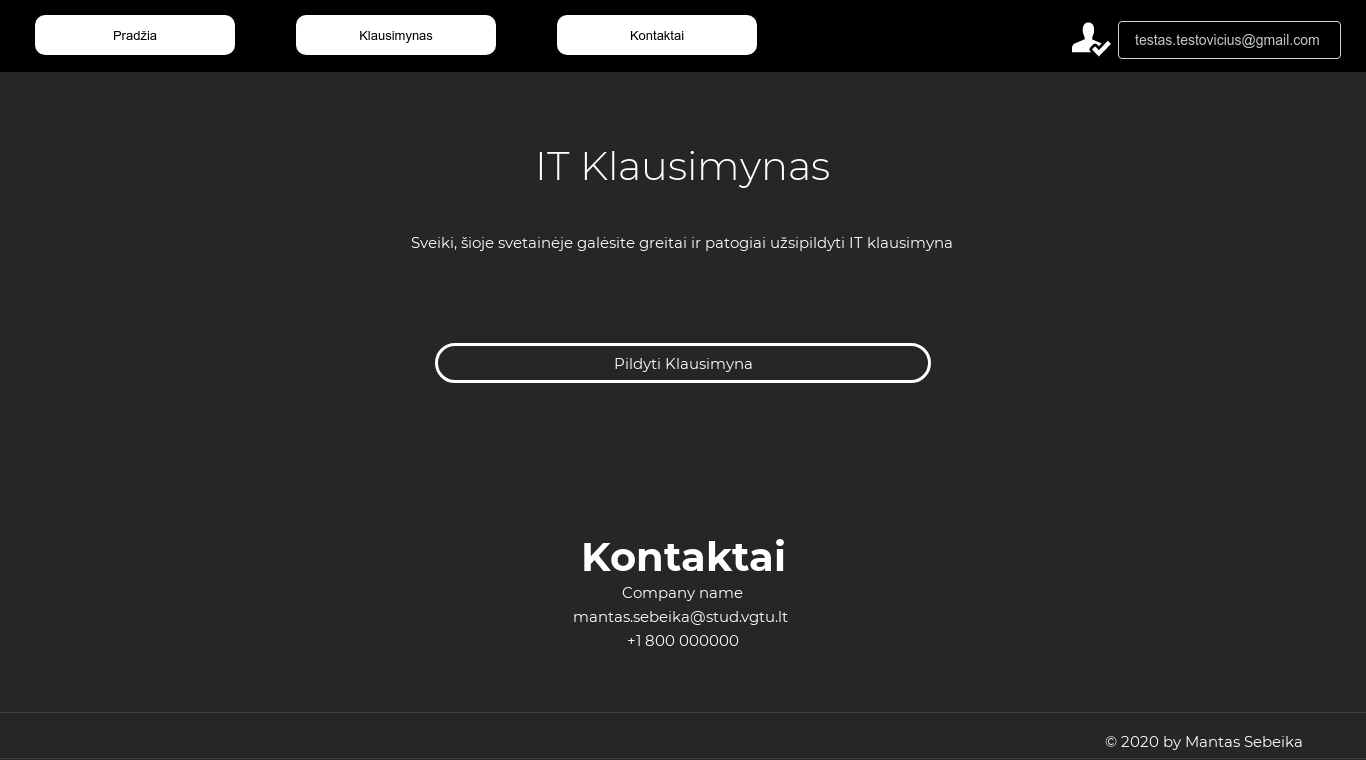 Pradžia
Klausimynas
Kontaktai
testas.testovicius@gmail.com
IT Klausimynas
Sveiki, šioje svetainėje galėsite greitai ir patogiai užsipildyti IT klausimyna
Pildyti Klausimyna
Kontaktai
Company name
mantas.sebeika@stud.vgtu.lt
+1 800 000000
© 2020 by Mantas Sebeika